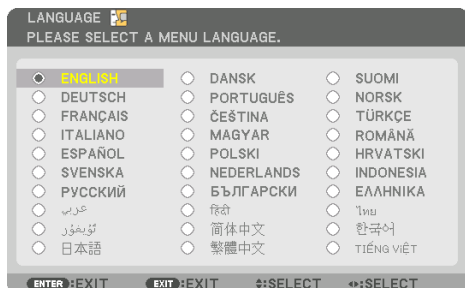 LANGUAGE
PLEASE SELECT A MENU LANGUAGE.
ENGLISH DANSK SUOMI
DEUTSCH PORTUGUÊS NORSK
FRANÇAIS ČEŠTINA TÜRKÇE
ITALIANO MAGYAR ROMÂNĂ
ESPAÑOL POLSKI HRVATSKI
SVENSKA NEDERLANDS INDONESIA
РУССКИЙ БЪЛГАРСКИ ΕΛΛΗΝΙΚΑ
عربي हिंदी ไทย
ئۇيغۇر 简体中文 한국어
日本語 繁體中文 TIẾNG VIỆT
ENTER :EXIT EXIT :EXIT :SELECT :SELECT